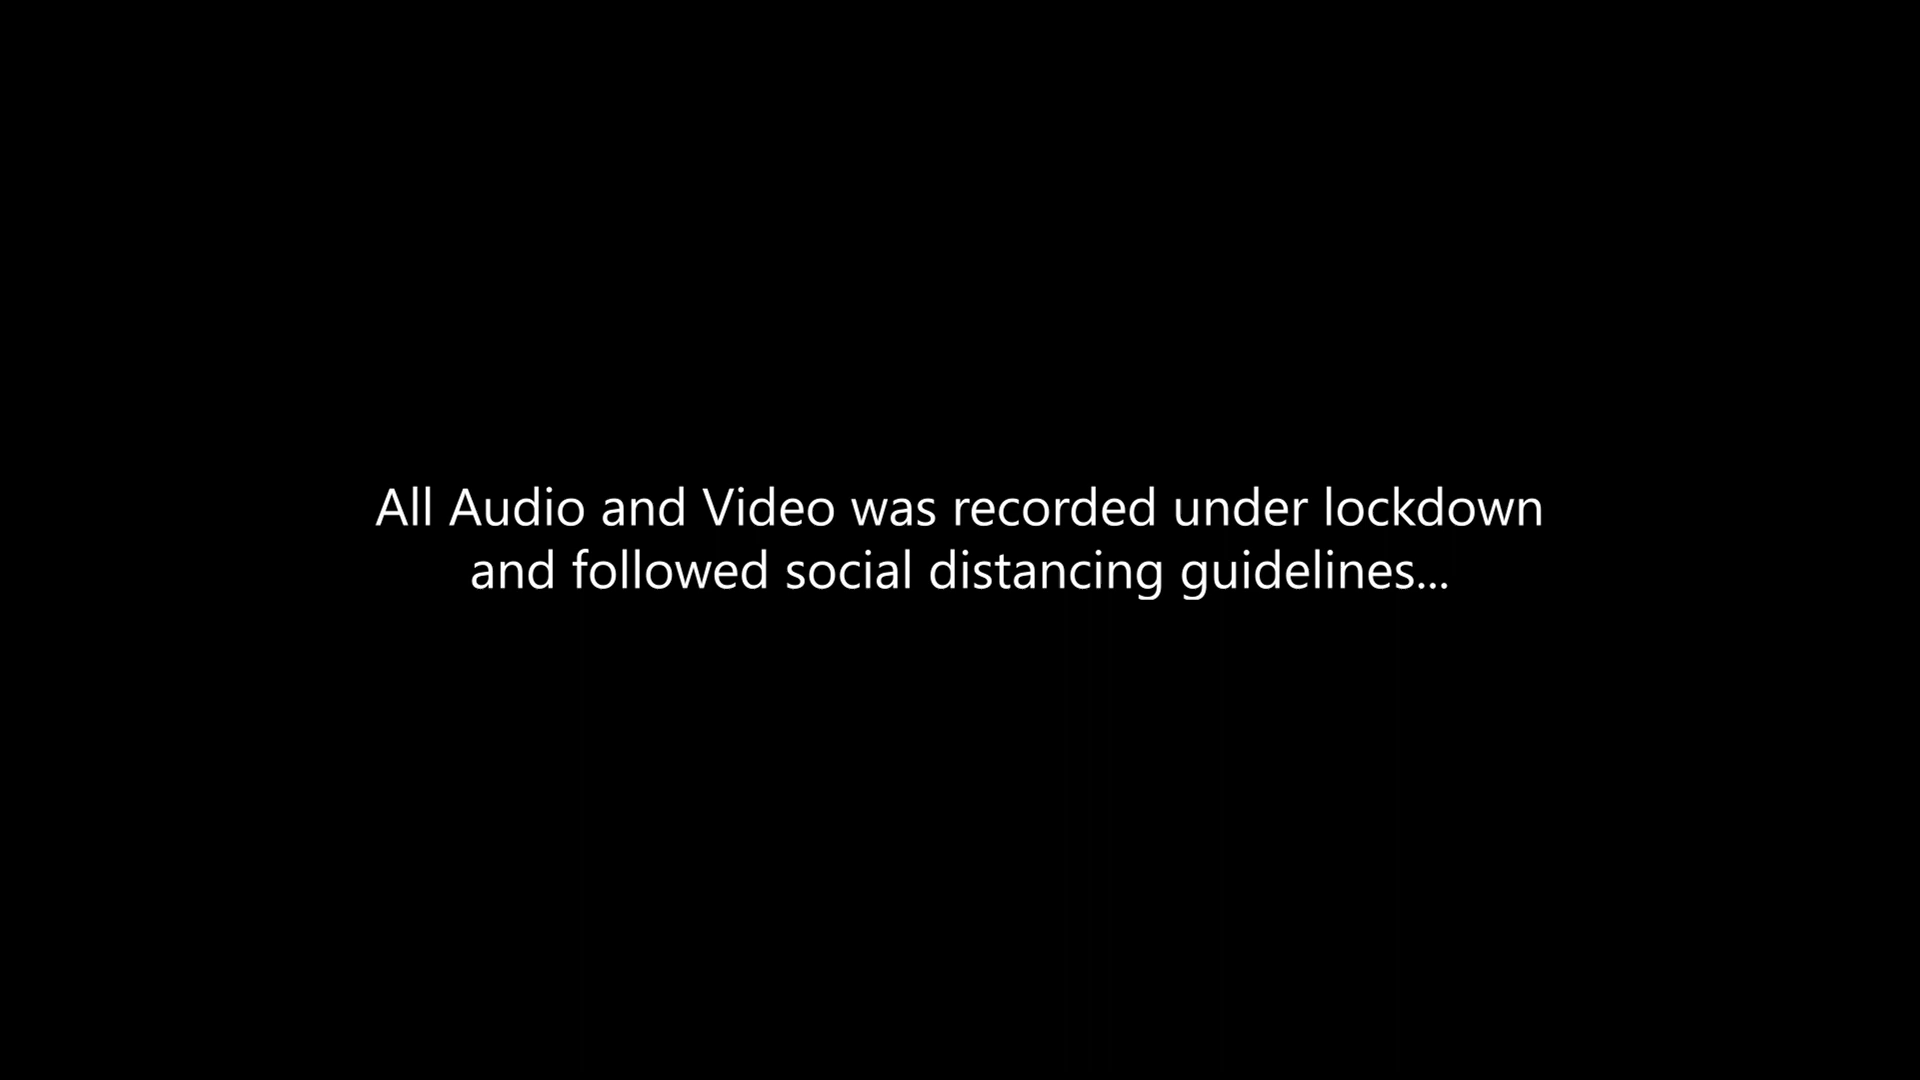 All Audio and Video was recorded under lockdown
and followed social distancing guidelines...